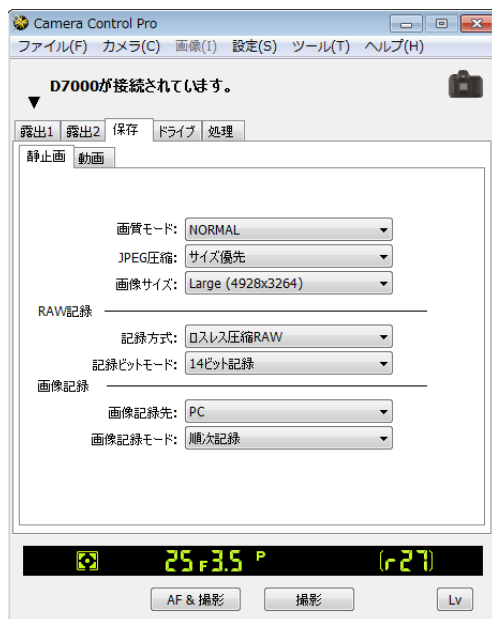 Camera Control Pro
ファイル(F) カメラ(C) 画像(I) 設定(S) ツール(T) ヘルプ(H)
D7000が接続されています。
露出1 露出2 保存 ドライブ 処理
静止画 動画
画質モード: NORMAL
JPEG圧縮: サイズ優先
画像サイズ: Large (4928x3264)
RAW記録
記録方式: ロスレス圧縮RAW
記録ビットモード: 14ビット記録
画像記録
画像記録先: PC
画像記録モード: 順次記録
25 F3.5 P (r27)
AF & 撮影 撮影 Lv